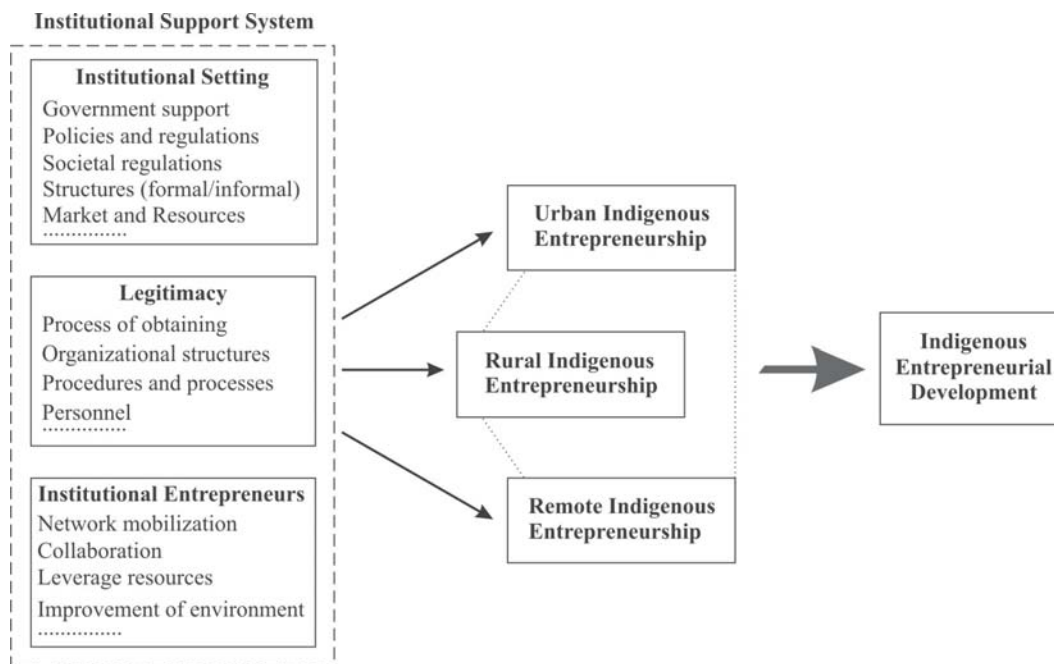 Institutional Support System
Institutional Setting
Government support
Policies and regulations
Societal regulations
Structures (formal/informal)
Market and Resources
...............
Legitimacy
Process of obtaining
Organizational structures
Procedures and processes
Personnel
...............
Institutional Entrepreneurs
Network mobilization
Collaboration
Leverage resources
Improvement of environment
...............
Urban Indigenous
Entrepreneurship
Rural Indigenous
Entrepreneurship
Remote Indigenous
Entrepreneurship
Indigenous
Entrepreneurial
Development